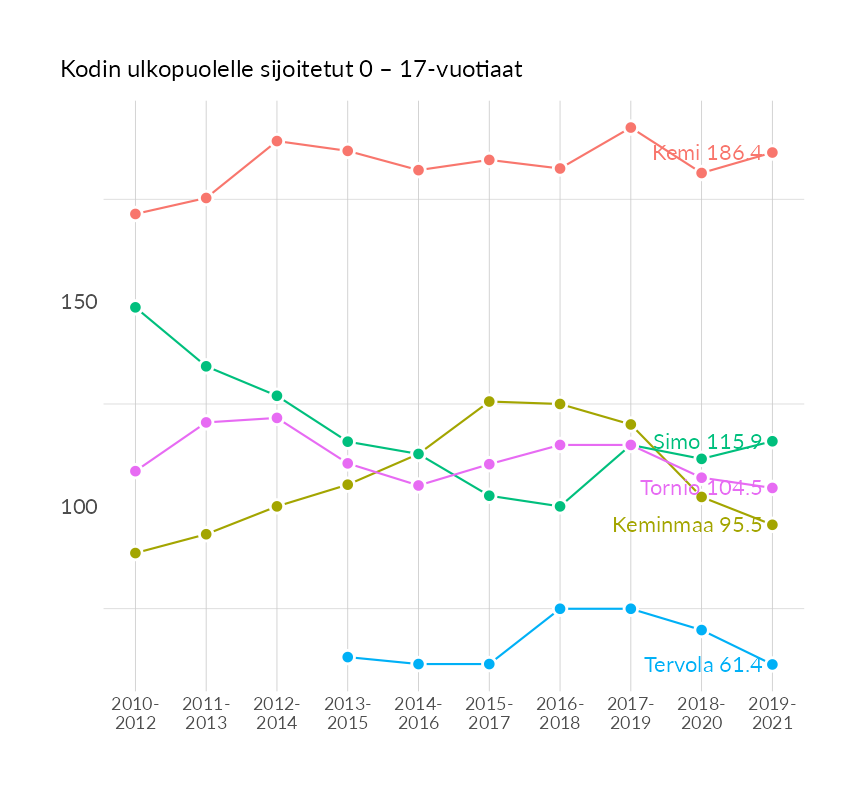 Kodin ulkopuolelle sijoitetut 0 – 17-vuotiaat
Kemi 186.4
150
Simo 115.9
Tornio 104.5
100
Keminmaa 95.5
Tervola 61.4
2010- 2011- 2012- 2013- 2014- 2015- 2016- 2017- 2018- 2019-
2012 2013 2014 2015 2016 2017 2018 2019 2020 2021